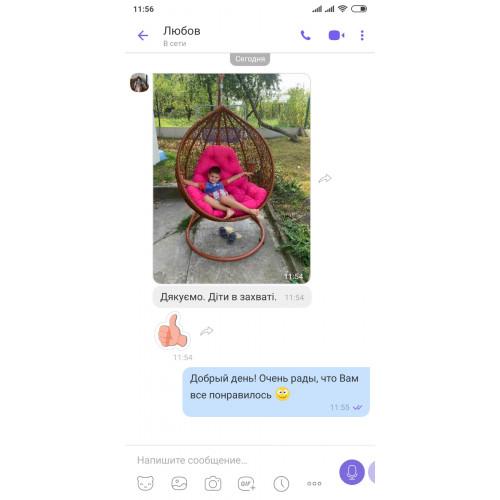 11:56
Любов
В сети
Сегодня
11:54
Дякуємо. Діти в захваті. 11:54
11:54
Добрый день! Очень рады, что Вам
все понравилось
11:55
Напишите сообщение...
GIF